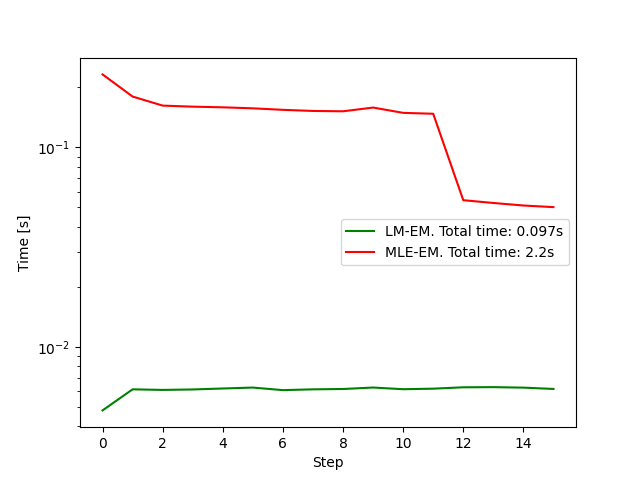 Time [s]
10⁻¹
10⁻²
LM-EM. Total time: 0.097s
MLE-EM. Total time: 2.2s
0 2 4 6 8 10 12 14
Step